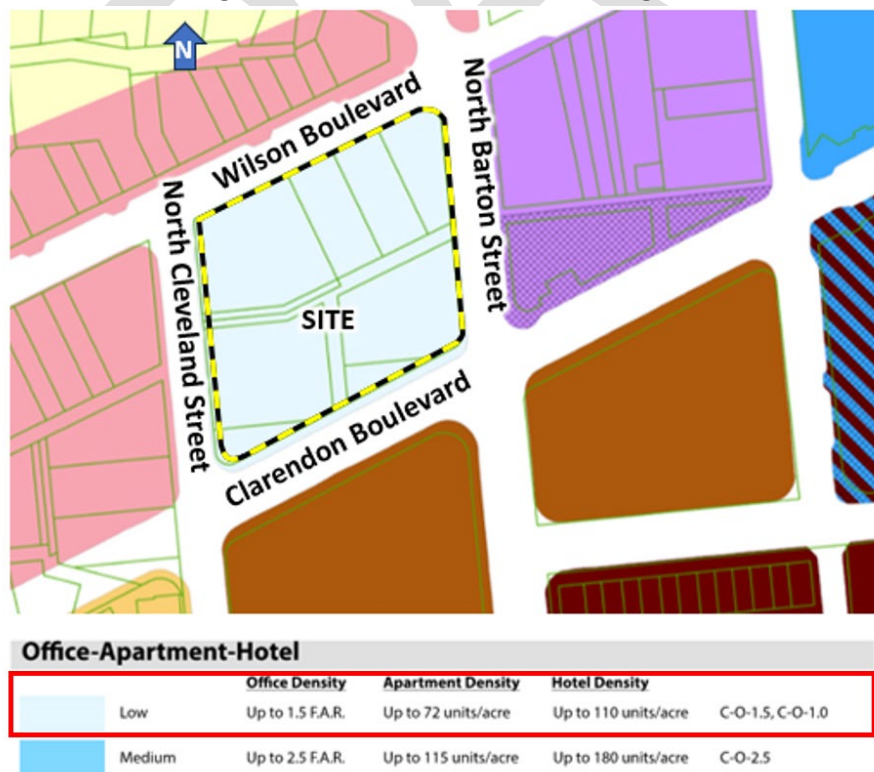 N
Wilson Boulevard
North Barton Street
North Cleveland Street
SITE
Clarendon Boulevard
Office-Apartment-Hotel
Office Density Apartment Density Hotel Density
Low Up to 1.5 F.A.R. Up to 72 units/acre Up to 110 units/acre C-O-1.5, C-O-1.0
Medium Up to 2.5 F.A.R. Up to 115 units/acre Up to 180 units/acre C-O-2.5